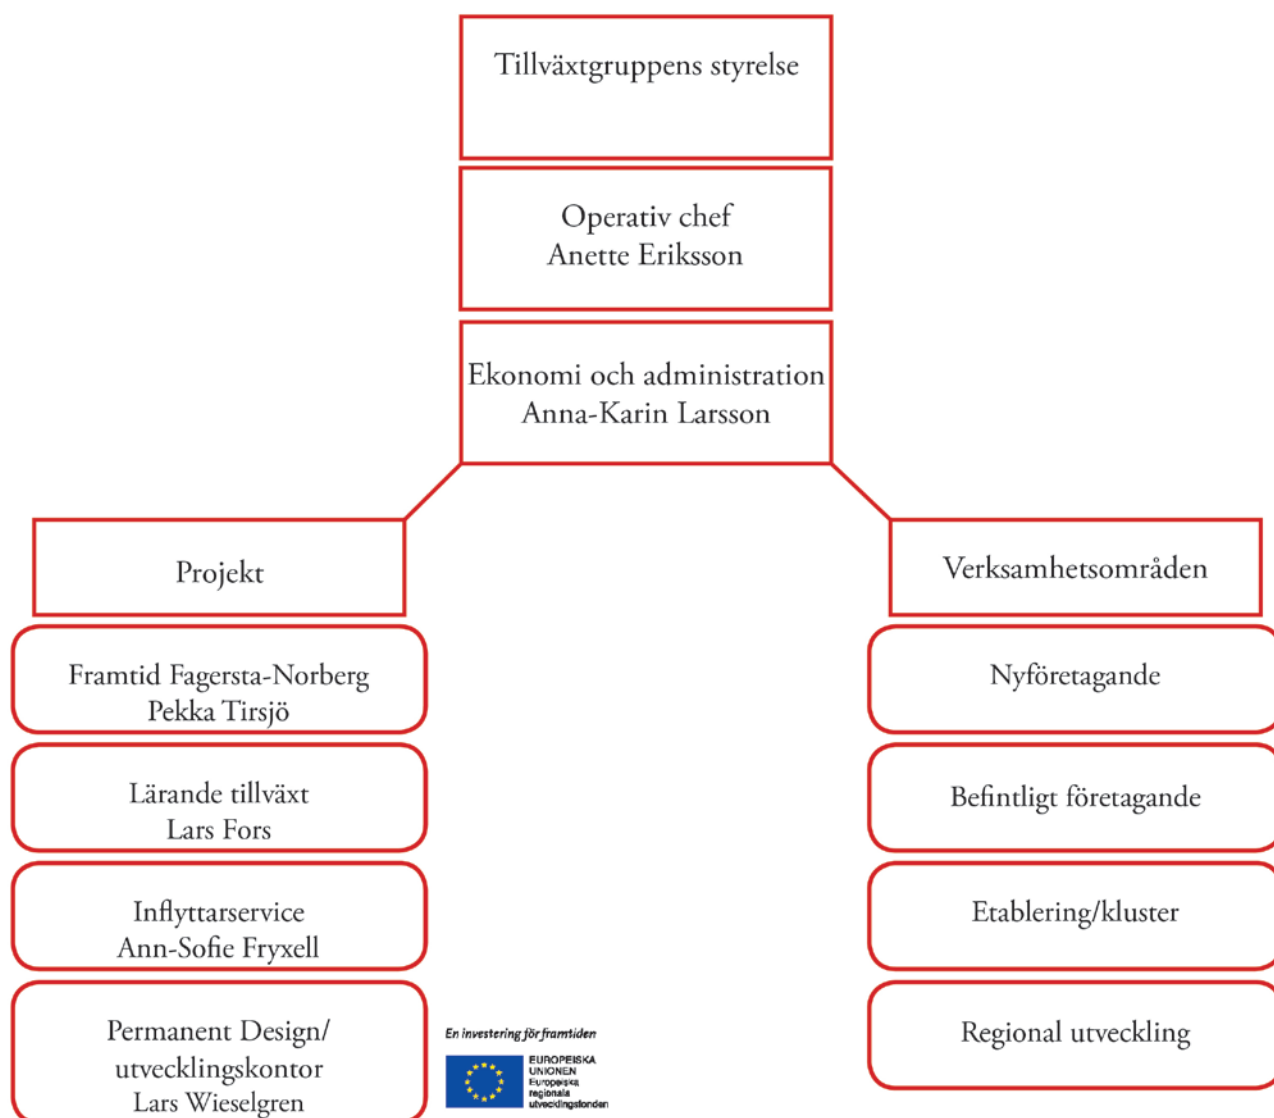 Tillväxtgruppens styrelse
Operativ chef
Anette Eriksson
Ekonomi och administration
Anna-Karin Larsson
Projekt
Framtid Fagersta-Norberg
Pekka Tirsjö
Lärande tillväxt
Lars Fors
Inflyttarservice
Ann-Sofie Fryxell
Permanent Design/
utvecklingskontor
Lars Wieselgren
Verksamhetsområden
Nyföretagande
Befintligt företagande
Etablering/kluster
Regional utveckling
En investering för framtiden
EUROPEISKA
UNIONEN
Europeiska
regionala
utvecklingsfonden